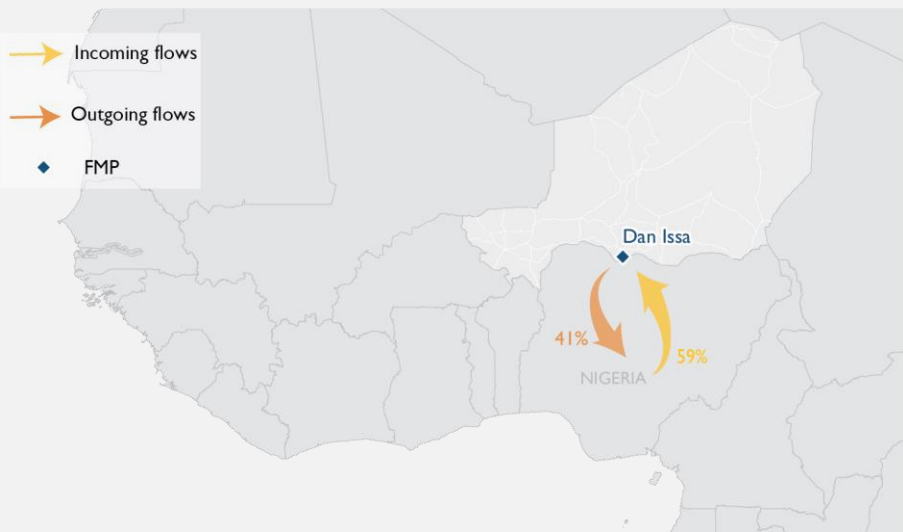 Incoming flows
Outgoing flows
FMP
Dan Issa
41%
59%
NIGERIA